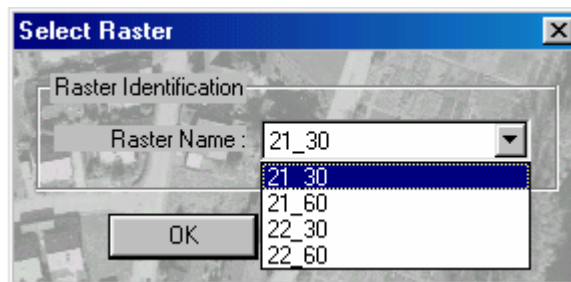 Select Raster
Raster Identification
Raster Name : 21_30
21_30
21_60
22_30
22_60
OK